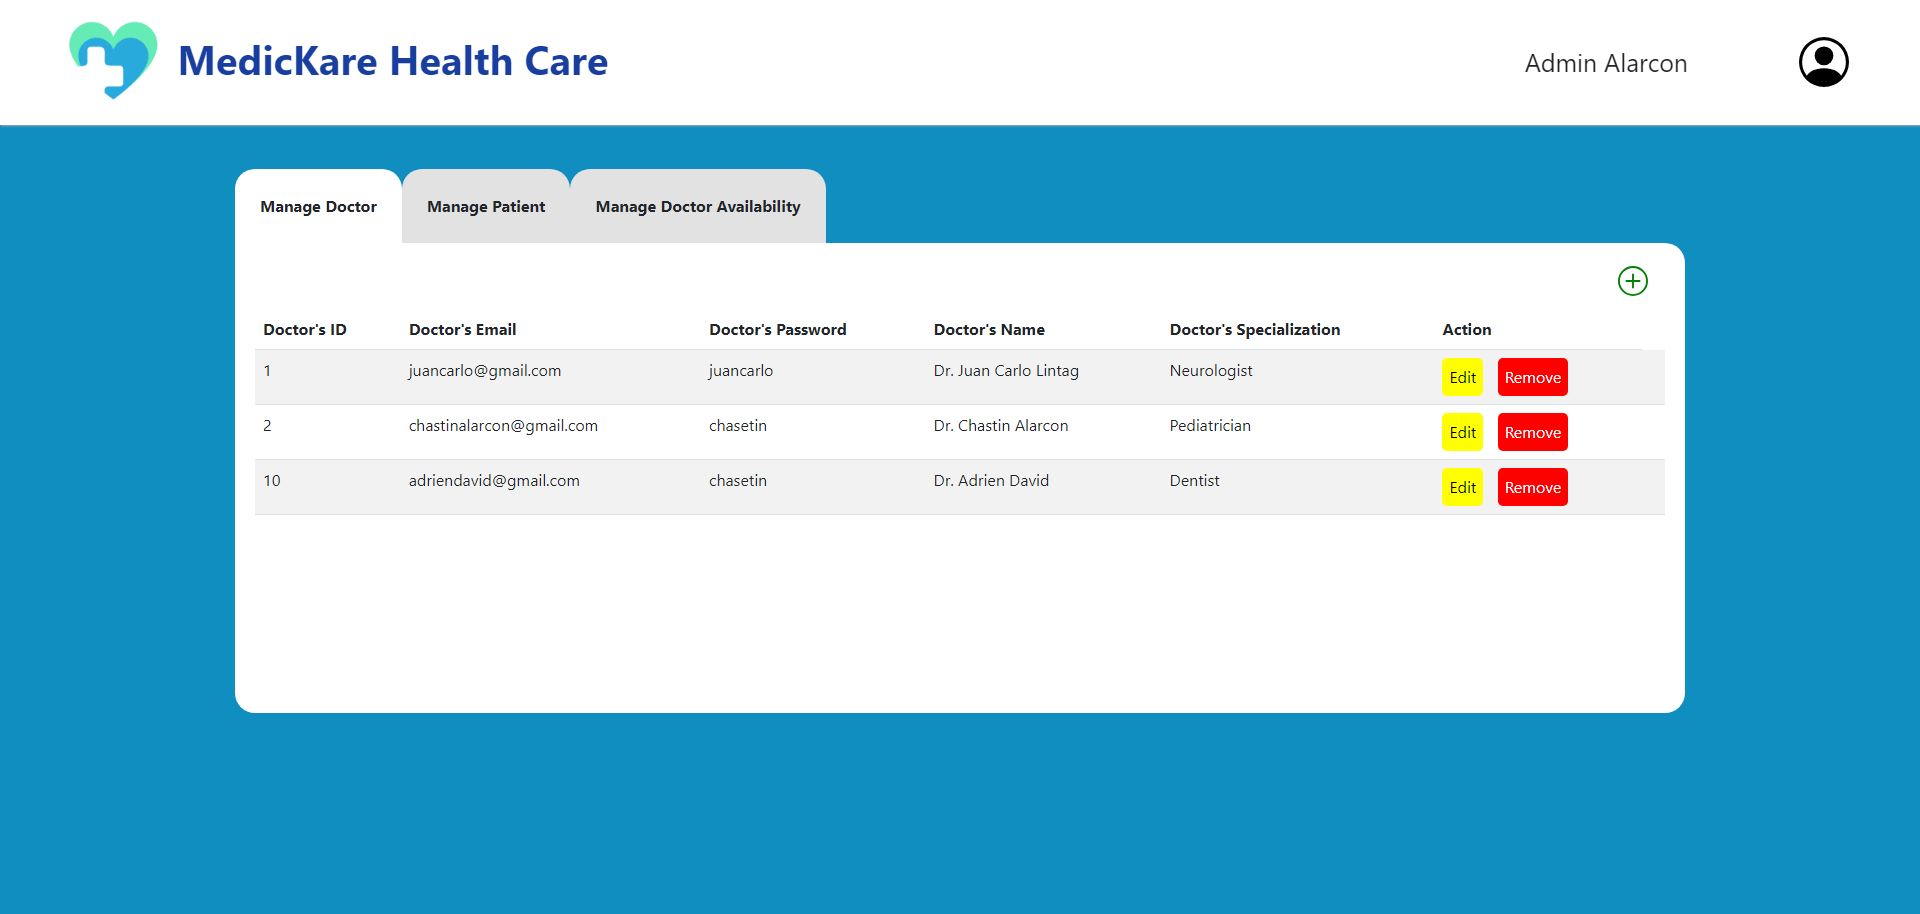 MedicKare Health Care
Admin Alarcon
Manage Doctor Manage Patient Manage Doctor Availability
Doctor's ID Doctor's Email Doctor's Password Doctor's Name Doctor's Specialization Action
1 juancarlo@gmail.com juancarlo Dr. Juan Carlo Lintag Neurologist Edit Remove
2 chastinalarcon@gmail.com chasetin Dr. Chastin Alarcon Pediatrician Edit Remove
10 adriendavid@gmail.com chasetin Dr. Adrien David Dentist Edit Remove